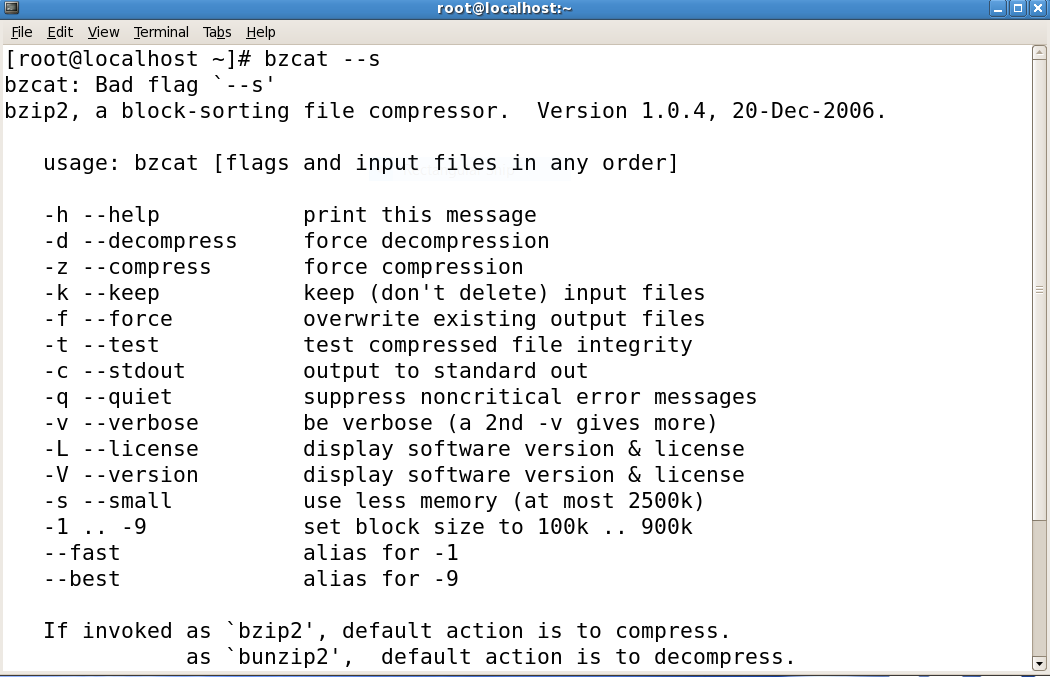 root@localhost:~
File Edit View Terminal Tabs Help
[root@localhost ~]# bzcat --s
bzcat: Bad flag `--s'
bzip2, a block-sorting file compressor.  Version 1.0.4, 20-Dec-2006.

   usage: bzcat [flags and input files in any order]

   -h --help           print this message
   -d --decompress     force decompression
   -z --compress       force compression
   -k --keep           keep (don't delete) input files
   -f --force          overwrite existing output files
   -t --test           test compressed file integrity
   -c --stdout         output to standard out
   -q --quiet          suppress noncritical error messages
   -v --verbose        be verbose (a 2nd -v gives more)
   -L --license        display software version & license
   -V --version        display software version & license
   -s --small          use less memory (at most 2500k)
   -1 .. -9            set block size to 100k .. 900k
   --fast              alias for -1
   --best              alias for -9

   If invoked as `bzip2', default action is to compress.
              as `bunzip2',  default action is to decompress.